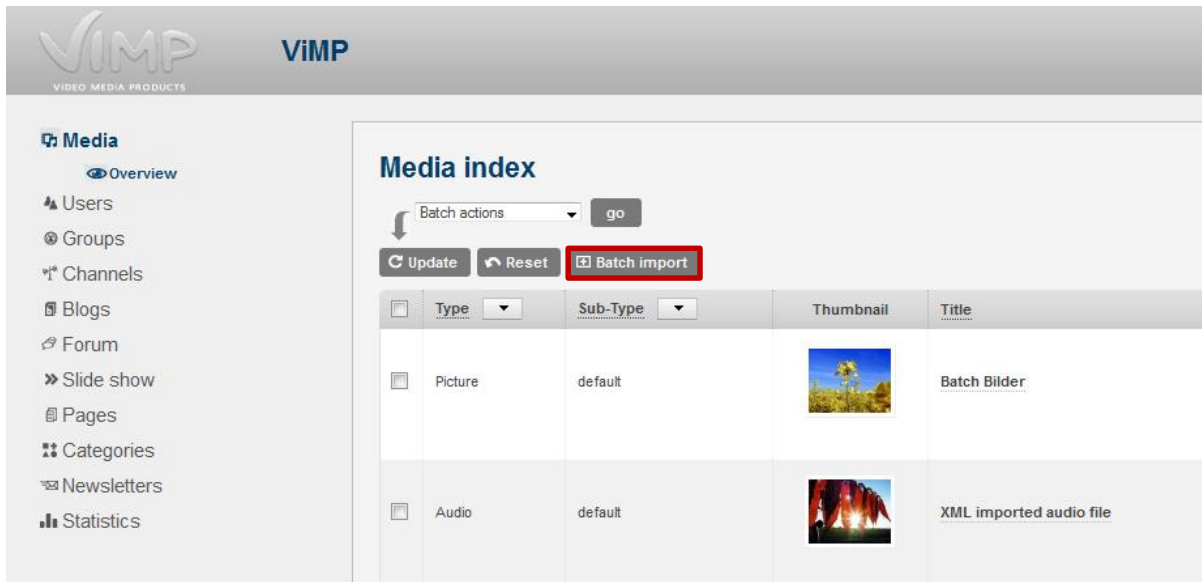 ViMP
VIDEO MEDIA PRODUCTS
ViMP
Media
Overview
Users
Groups
Channels
Blogs
Forum
Slide show
Pages
Categories
Newsletters
Statistics
Media index
Batch actions go
Update Reset Batch import
Type Sub-Type Thumbnail Title
Picture default Batch Bilder
Audio default XML imported audio file